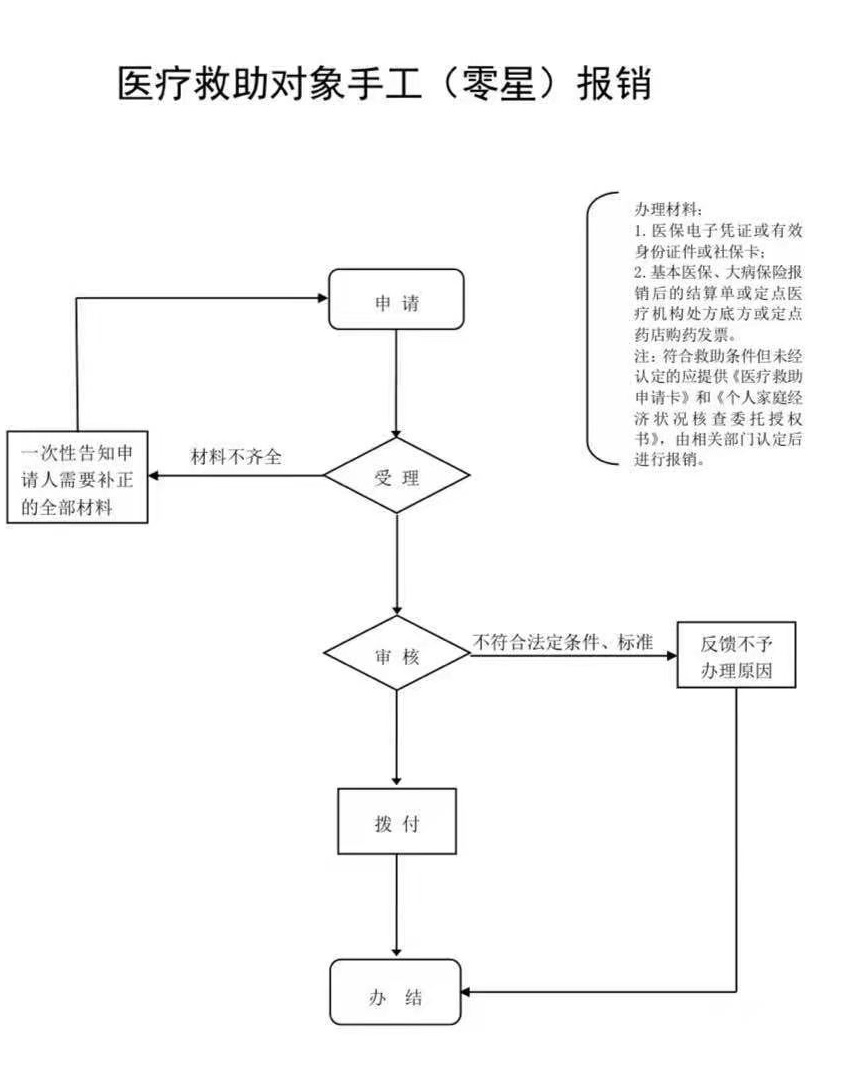 医疗救助对象手工（零星）报销
办理材料：
1. 医保电子凭证或有效
身份证件或社保卡；
2. 基本医保、大病保险报
销后的结算单或定点医
疗机构处方底方或定点
药店购药发票。
注：符合救助条件但未经
认定的应提供《医疗救助
申请卡》和《个人家庭经
济状况核查委托授权
书》，由相关部门认定后
进行报销。
申 请
一次性告知申
请人需要补正
的全部材料
材料不齐全
受 理
审 核
不符合法定条件、标准
反馈不予
办理原因
拨 付
办 结